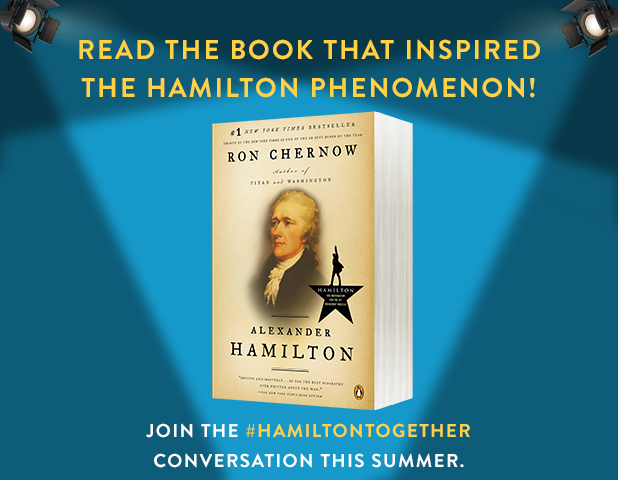 READ THE BOOK THAT INSPIRED
THE HAMILTON PHENOMENON!
#1 NEW YORK TIMES BESTSELLER
RON CHERNOW
Author of
TITAN and WASHINGTON
HAMILTON
ALEXANDER
HAMILTON
JOIN THE #HAMILTONTOGETHER
CONVERSATION THIS SUMMER.